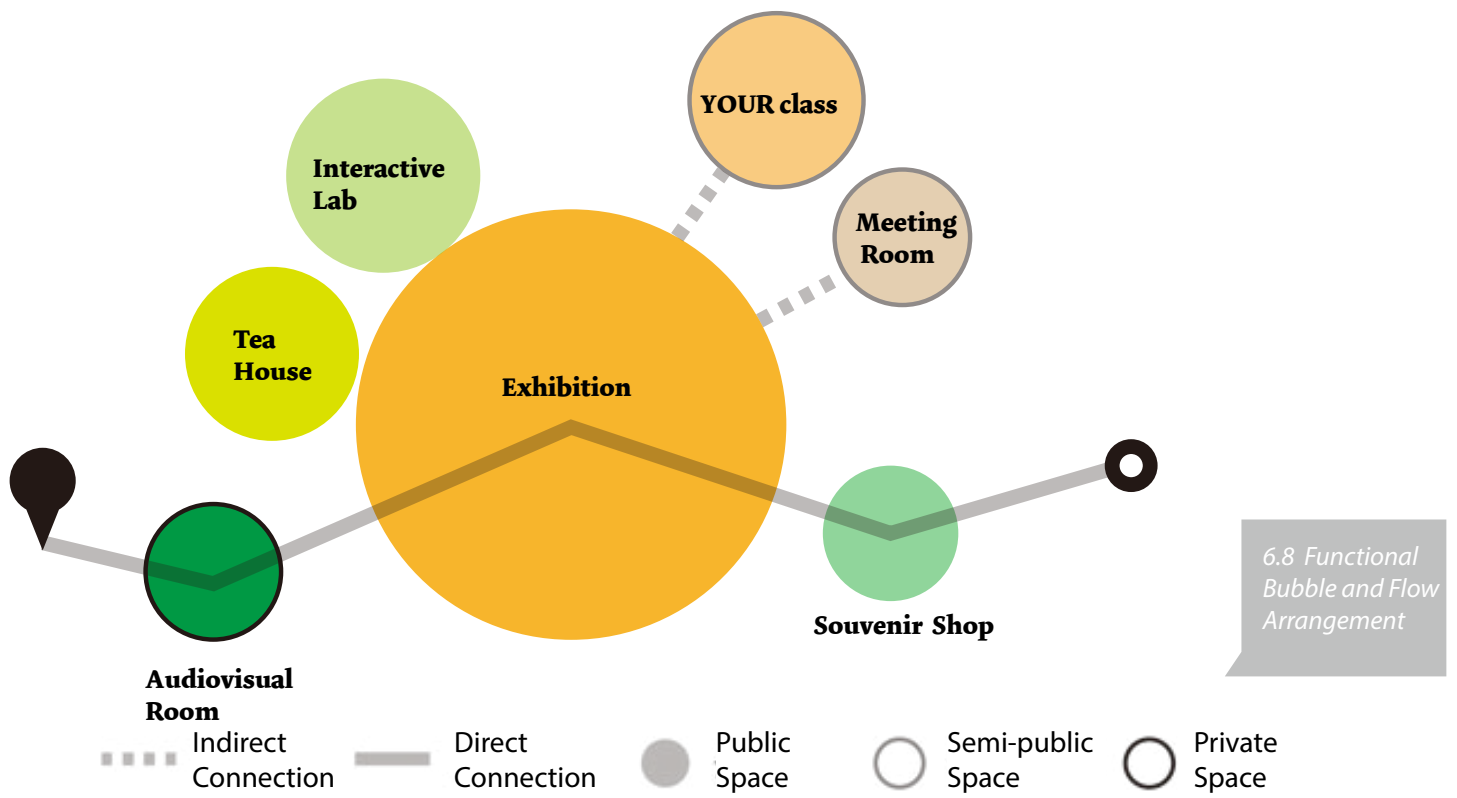 YOUR class
Interactive
Lab
Meeting
Room
Tea
House
Exhibition
Souvenir Shop
Audiovisual
Room
6.8 Functional
Bubble and Flow
Arrangement
Indirect
Connection
Direct
Connection
Public
Space
Semi-public
Space
Private
Space